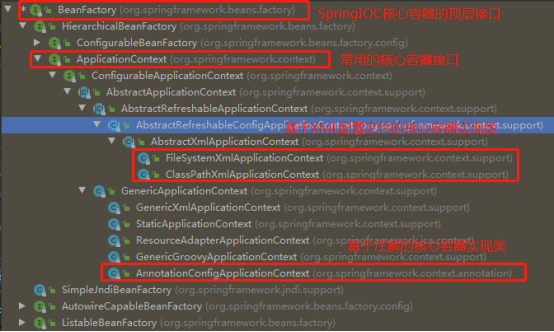 BeanFactory (org.springframework.beans.factory) SpringIOC核心容器的顶层接口
HierarchicalBeanFactory (org.springframework.beans.factory)
ConfigurableBeanFactory (org.springframework.beans.factory.config)
ApplicationContext (org.springframework.context) 常用的核心容器接口
ConfigurableApplicationContext (org.springframework.context)
AbstractApplicationContext (org.springframework.context.support)
AbstractRefreshableApplicationContext (org.springframework.context.support)
AbstractRefreshableConfigApplicationContext (org.springframework.context.support)
基于XML
的核心容器实现类
AbstractXmlApplicationContext (org.springframework.context.support)
FileSystemXmlApplicationContext (org.springframework.context.support)
ClassPathXmlApplicationContext (org.springframework.context.support)
GenericApplicationContext (org.springframework.context.support)
GenericXmlApplicationContext (org.springframework.context.support)
StaticApplicationContext (org.springframework.context.support)
ResourceAdapterApplicationContext (org.springframework.jca.context)
基于注解的核心容器实现类
GenericGroovyApplicationContext (org.springframework.context.support)
AnnotationConfigApplicationContext (org.springframework.context.annotation)
SimpleJndiBeanFactory (org.springframework.jndi.support)
AutowireCapableBeanFactory (org.springframework.beans.factory.config)
ListableBeanFactory (org.springframework.beans.factory)